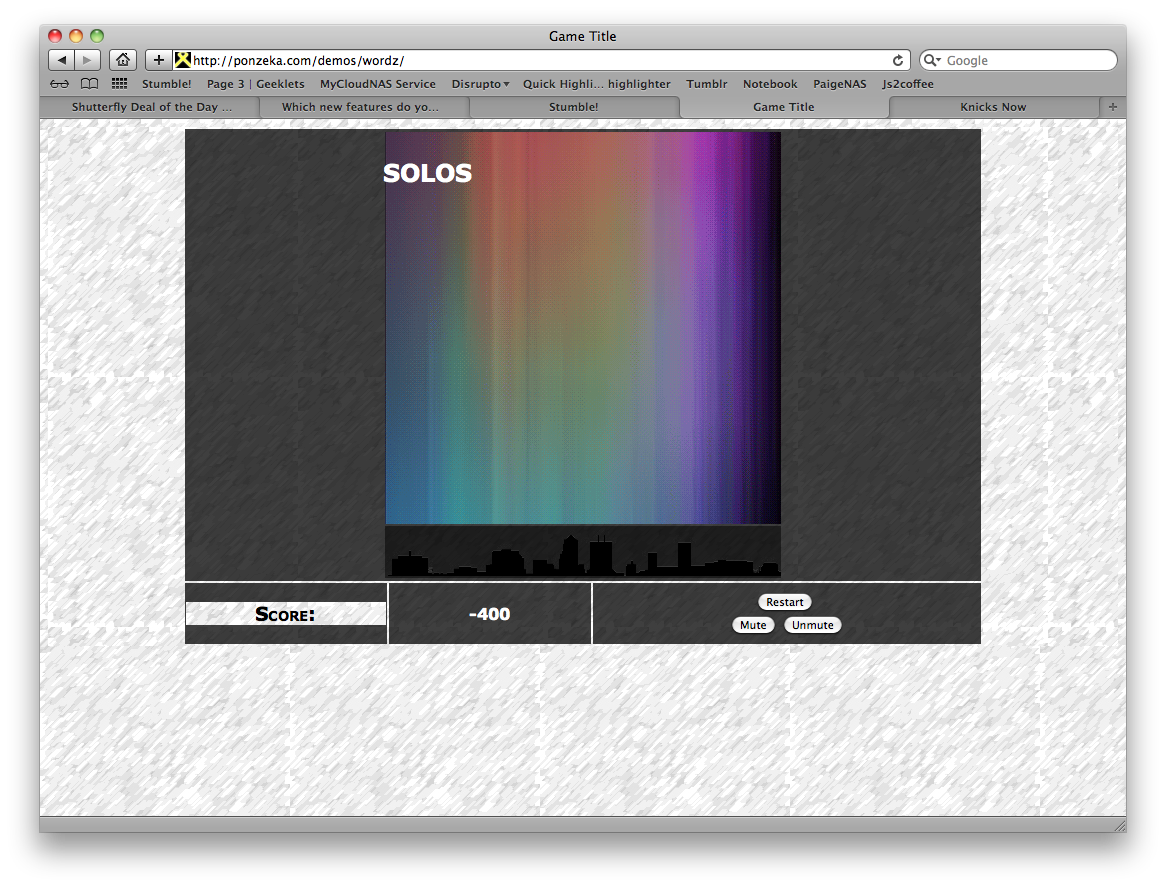 Game Title
http://ponzeka.com/demos/wordz/
Google
Stumble! Page 3 | Geeklets MyCloudNAS Service Disrupto Quick Highli... highlighter Tumblr Notebook PaigeNAS Js2coffee
Shutterfly Deal of the Day ... Which new features do yo... Stumble! Game Title Knicks Now
SOLOS
Score: -400
Restart
Mute Unmute